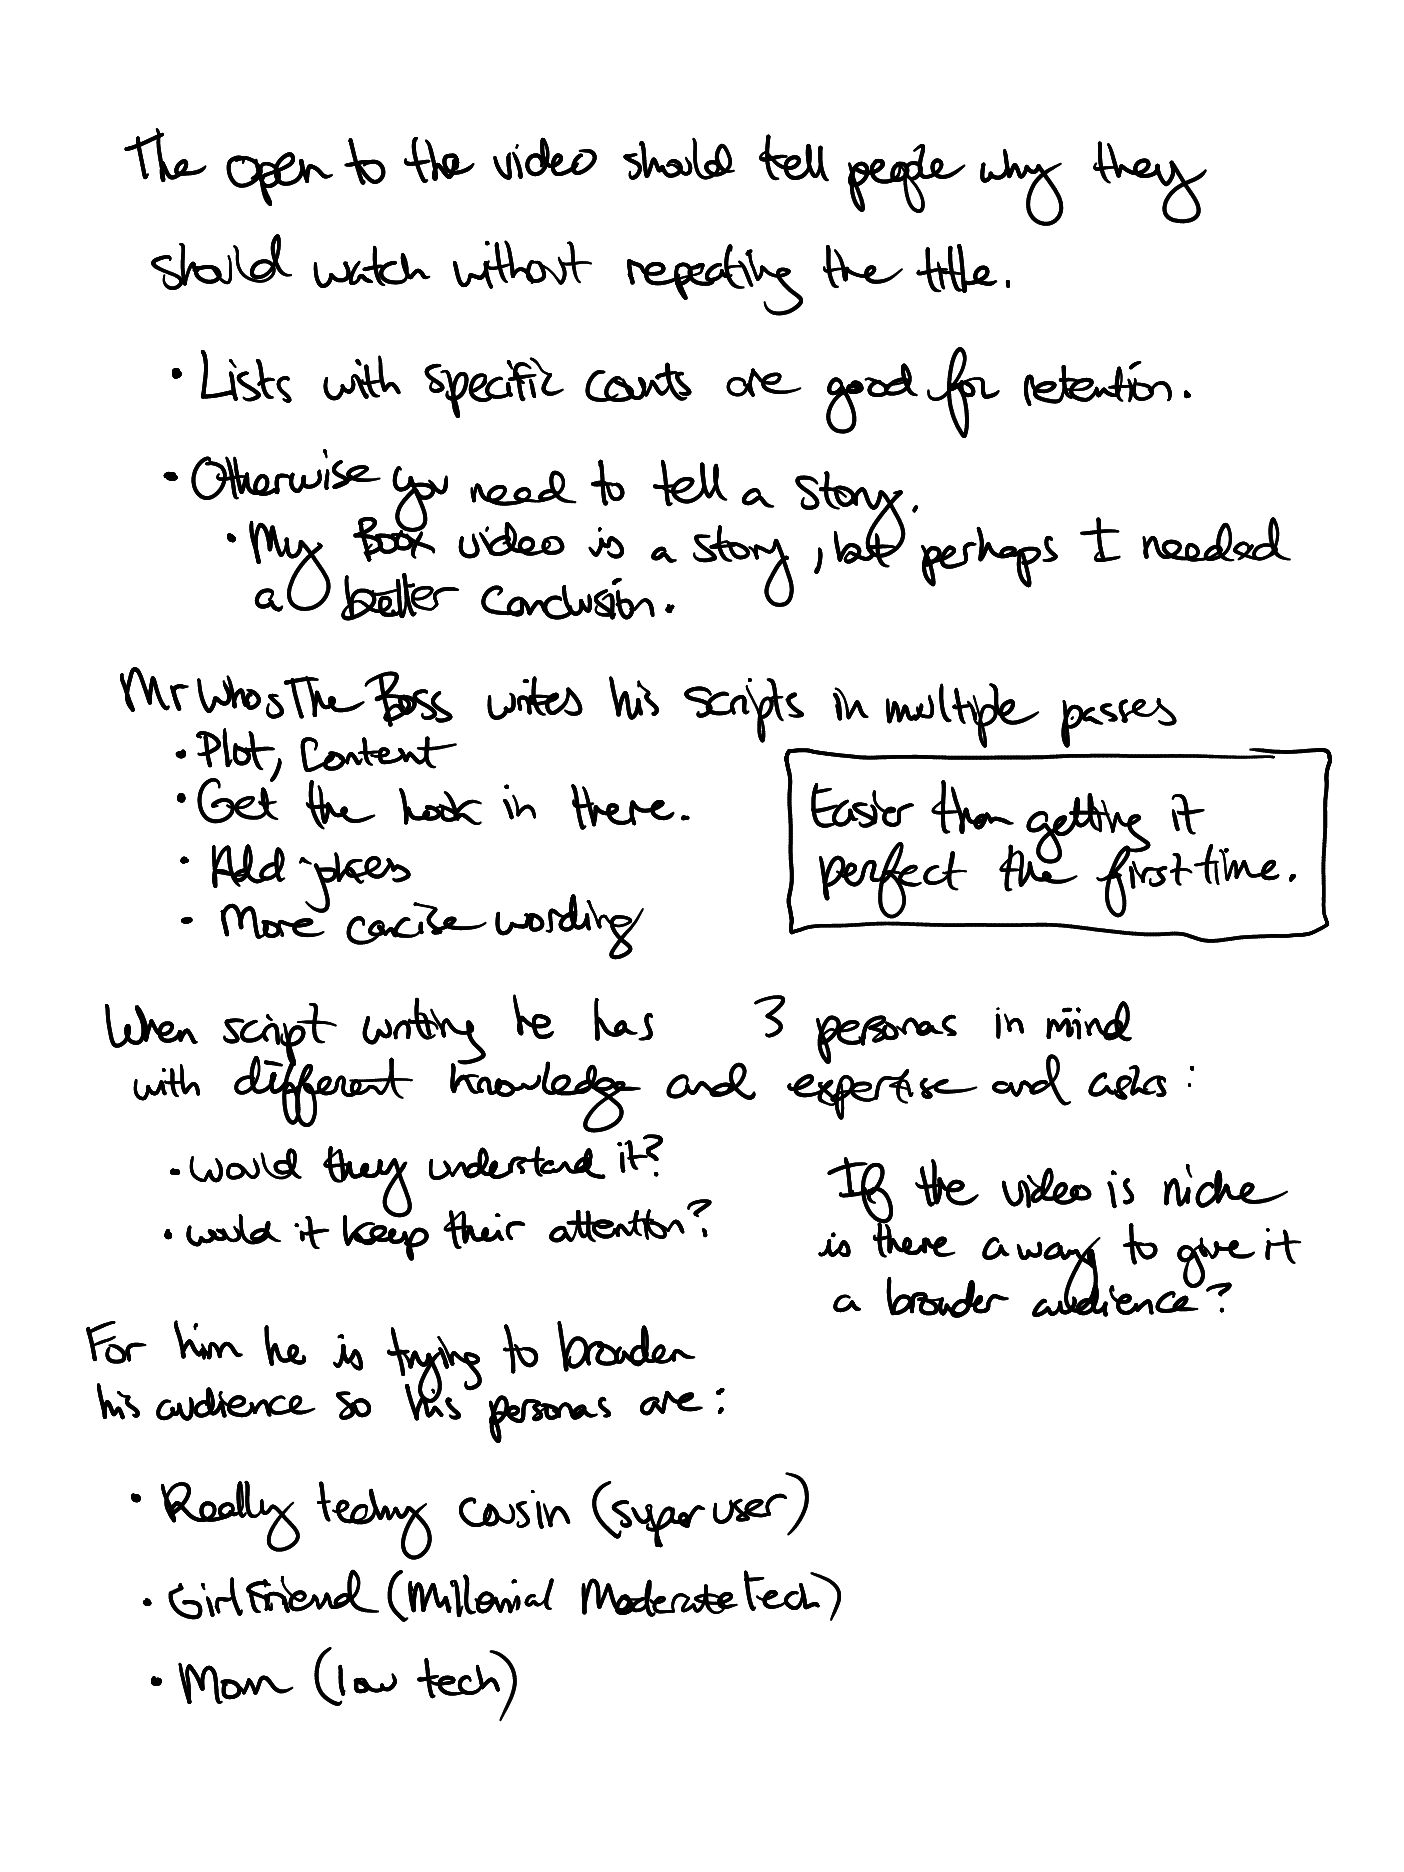 The open to the video should tell people why they
should watch without repeating the title.
• Lists with specific counts are good for retention.
• Otherwise you need to tell a story.
• My Boox video is a story, but perhaps I needed
a better conclusion.
MrWhosTheBoss writes his scripts in multiple passes
• Plot, Content
• Get the hook in there.
• Add jokes
• More concise wording
Easier than getting it
perfect the first time.
When script writing he has 3 personas in mind
with different knowledge and expertise and asks:
• would they understand it?
• would it keep their attention?
If the video is niche
is there a way to give it
a broader audience?
For him he is trying to broaden
his audience so his personas are:
• Really techy cousin (super user)
• Girlfriend (Millenial Moderate Tech)
• Mom (low tech)